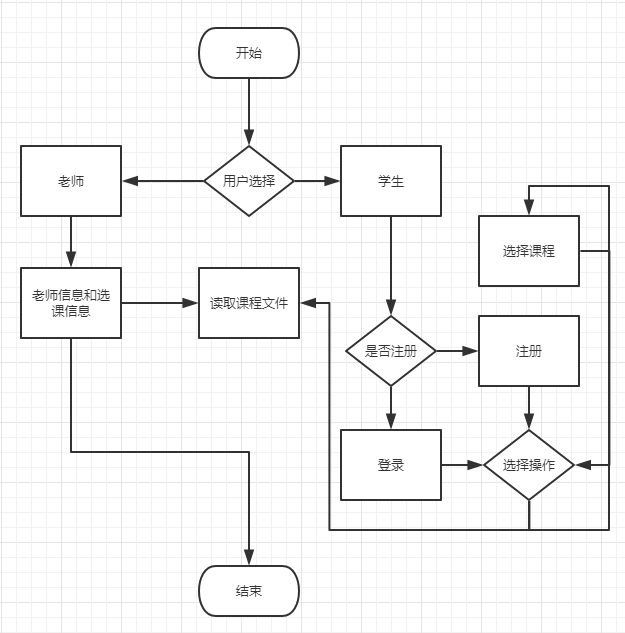 开始
用户选择
老师
学生
选择课程
老师信息和选
课信息
读取课程文件
是否注册
注册
登录
选择操作
结束